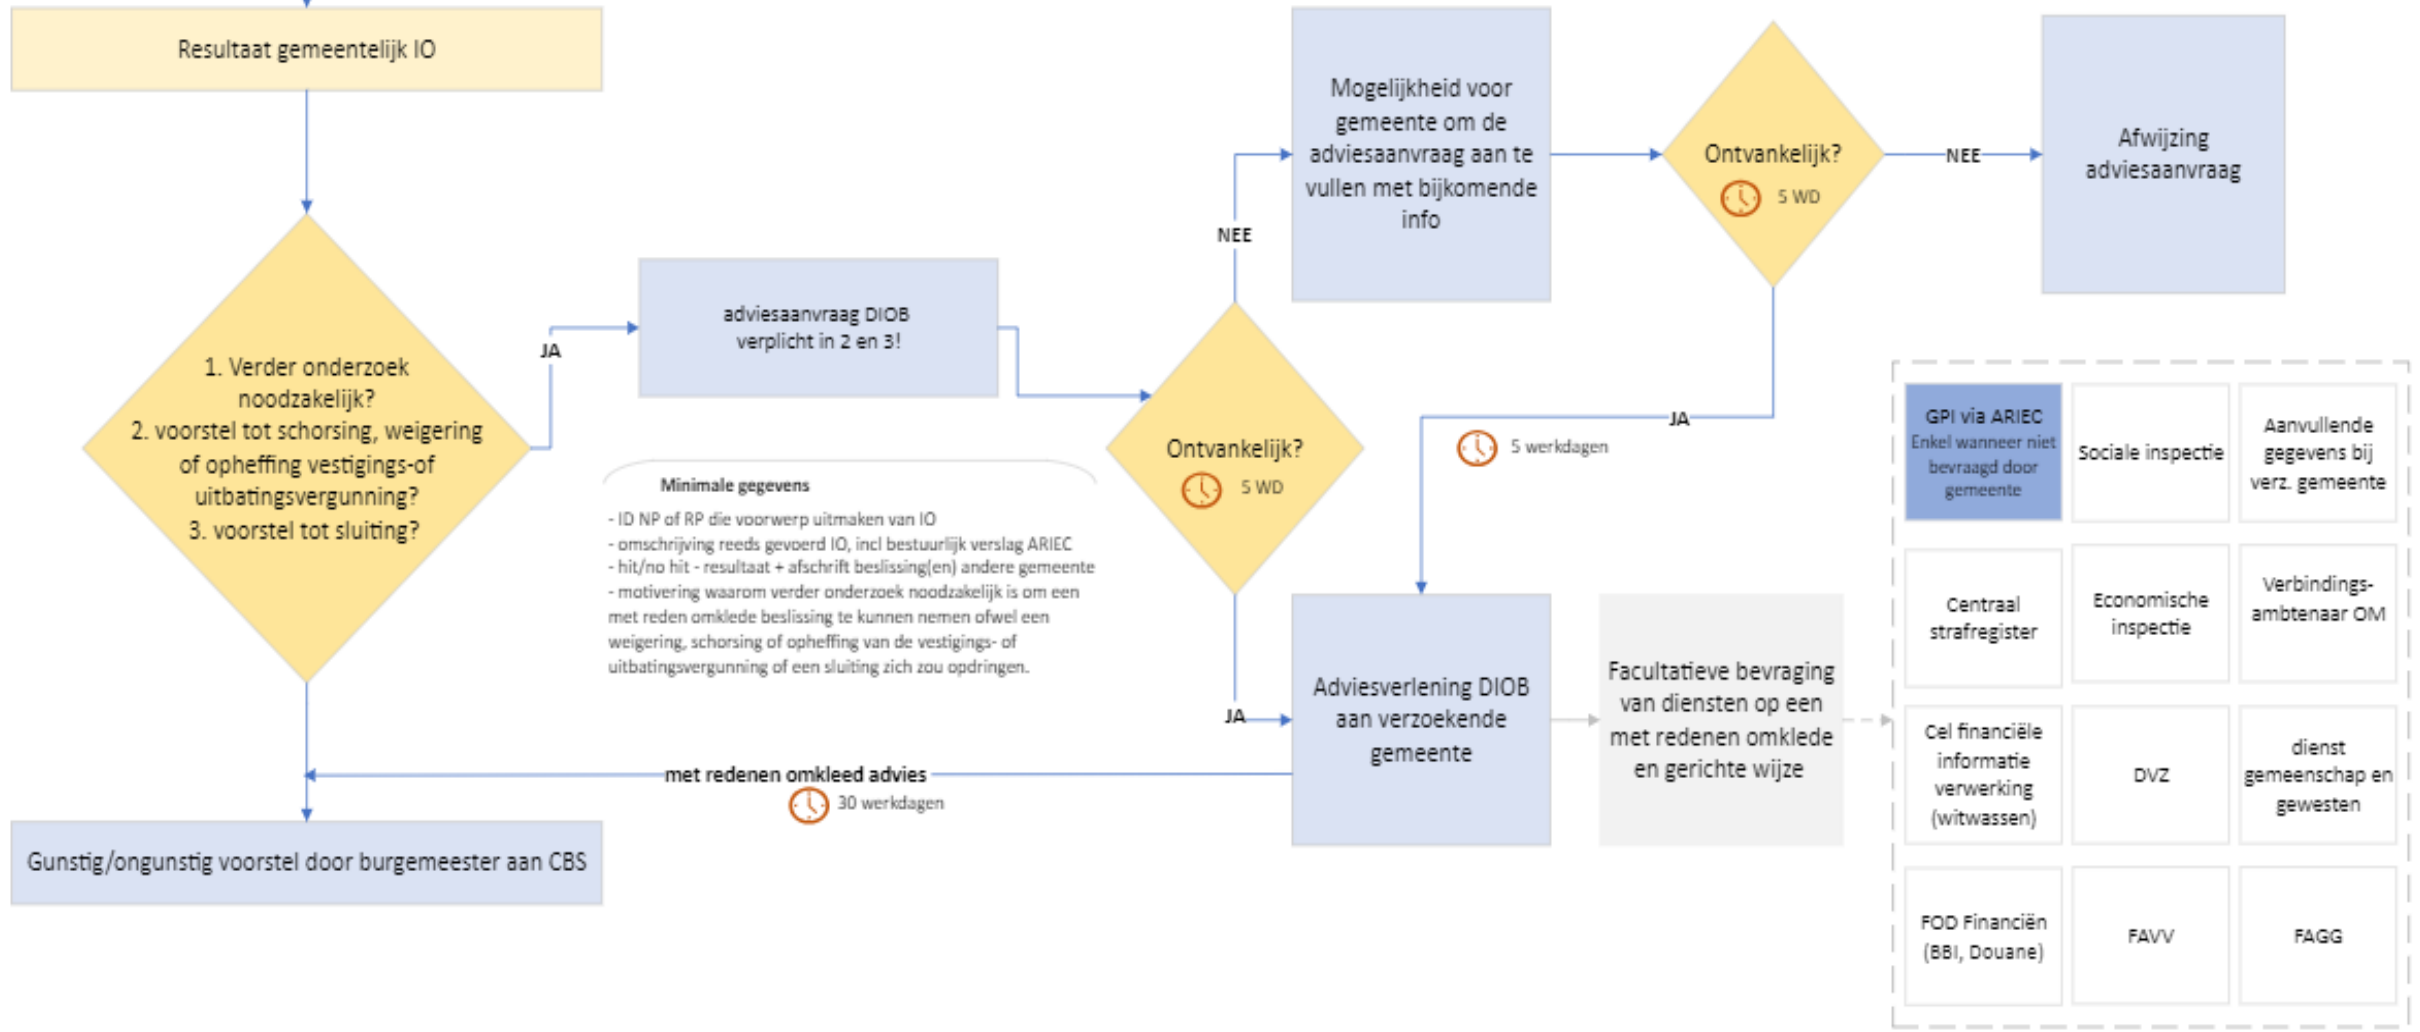 Resultaat gemeentelijk IO
1. Verder onderzoek
noodzakelijk?
2. voorstel tot schorsing, weigering
of opheffing vestigings-of
uitbatingsvergunning?
3. voorstel tot sluiting?
JA
adviesaanvraag DIOB
verplicht in 2 en 3!
Minimale gegevens
- ID NP of RP die voorwerp uitmaken van IO
- omschrijving reeds gevoerd IO, incl bestuurlijk verslag ARIEC
- hit/no hit - resultaat + afschrift beslissing(en) andere gemeente
- motivering waarom verder onderzoek noodzakelijk is om een
met reden omklede beslissing te kunnen nemen ofwel een
weigering, schorsing of opheffing van de vestigings- of
uitbatingsvergunning of een sluiting zich zou opdringen.
Ontvankelijk?
5 WD
NEE
Mogelijkheid voor
gemeente om de
adviesaanvraag aan te
vullen met bijkomende
info
Ontvankelijk?
5 WD
NEE
Afwijzing
adviesaanvraag
JA
5 werkdagen
JA
Adviesverlening DIOB
aan verzoekende
gemeente
met redenen omkleed advies
30 werkdagen
Gunstig/ongunstig voorstel door burgemeester aan CBS
Facultatieve bevraging
van diensten op een
met redenen omklede
en gerichte wijze
GPI via ARIEC
Enkel wanneer niet
bevraagd door
gemeente
Sociale inspectie
Aanvullende
gegevens bij
verz. gemeente
Centraal
strafregister
Economische
inspectie
Verbindings-
ambtenaar OM
Cel financiële
informatie
verwerking
(witwassen)
DVZ
dienst
gemeenschap en
gewesten
FOD Financiën
(BBI, Douane)
FAVV
FAGG